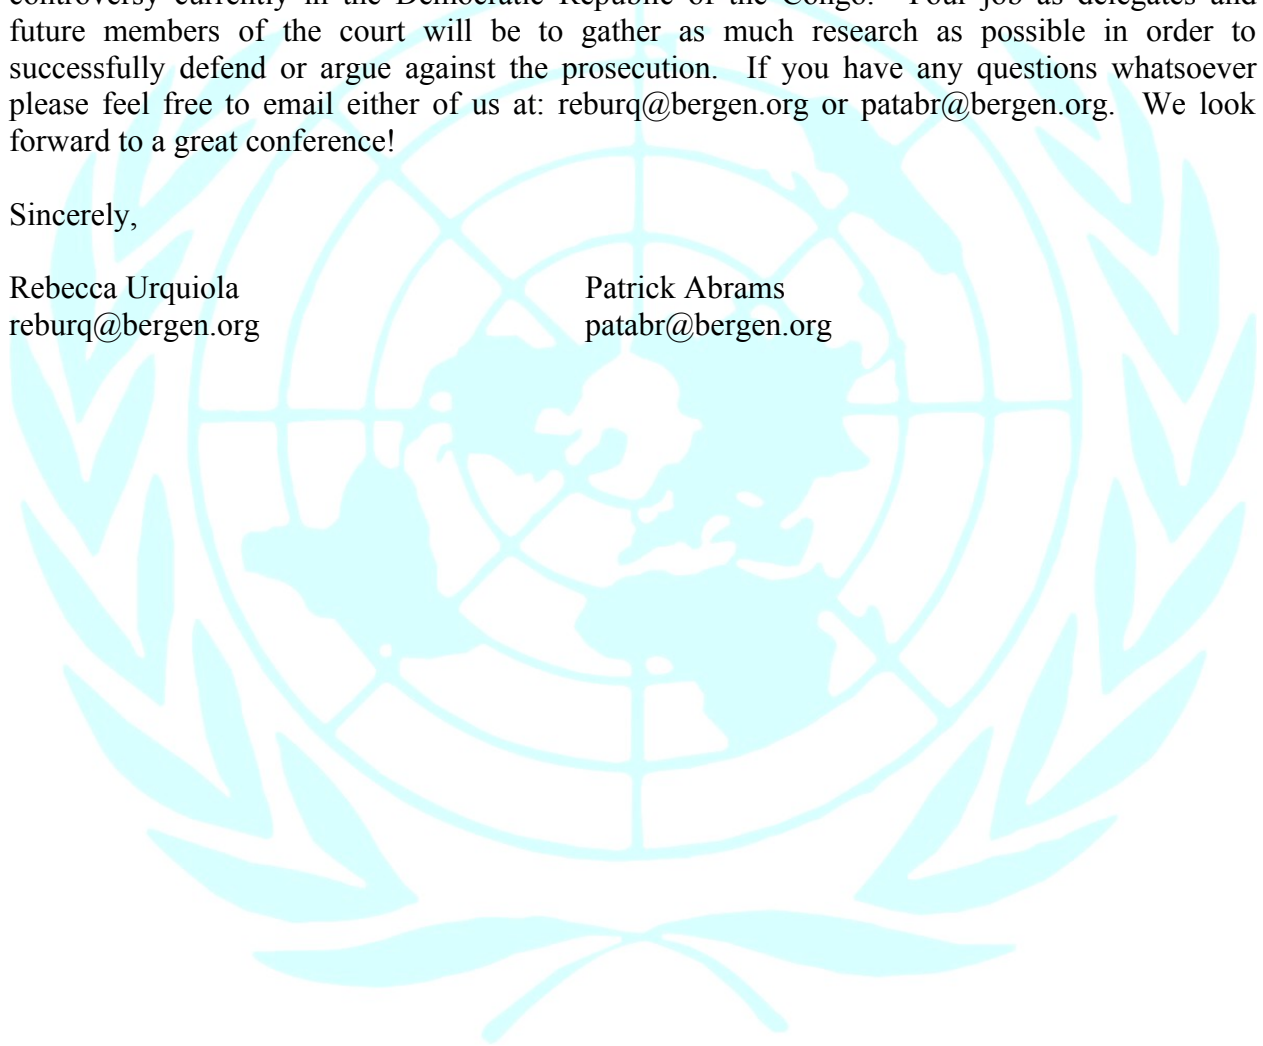 controversy currently in the Democratic Republic of the Congo. Your job as delegates and
future members of the court will be to gather as much research as possible in order to
successfully defend or argue against the prosecution. If you have any questions whatsoever
please feel free to email either of us at: reburq@bergen.org or patabr@bergen.org. We look
forward to a great conference!
Sincerely,
Rebecca Urquiola Patrick Abrams
reburq@bergen.org patabr@bergen.org